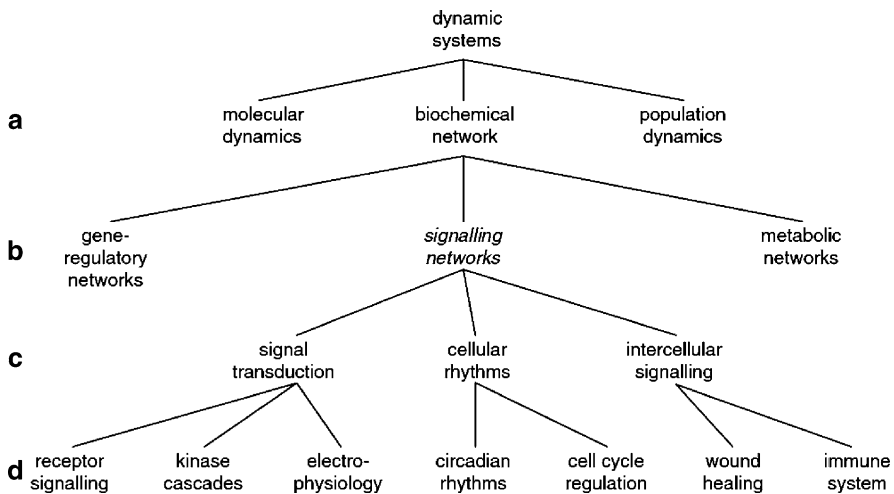 dynamic
systems
a
molecular
dynamics
biochemical
network
population
dynamics
b
gene-
regulatory
networks
signalling
networks
metabolic
networks
c
signal
transduction
cellular
rhythms
intercellular
signalling
d
receptor
signalling
kinase
cascades
electro-
physiology
circadian
rhythms
cell cycle
regulation
wound
healing
immune
system